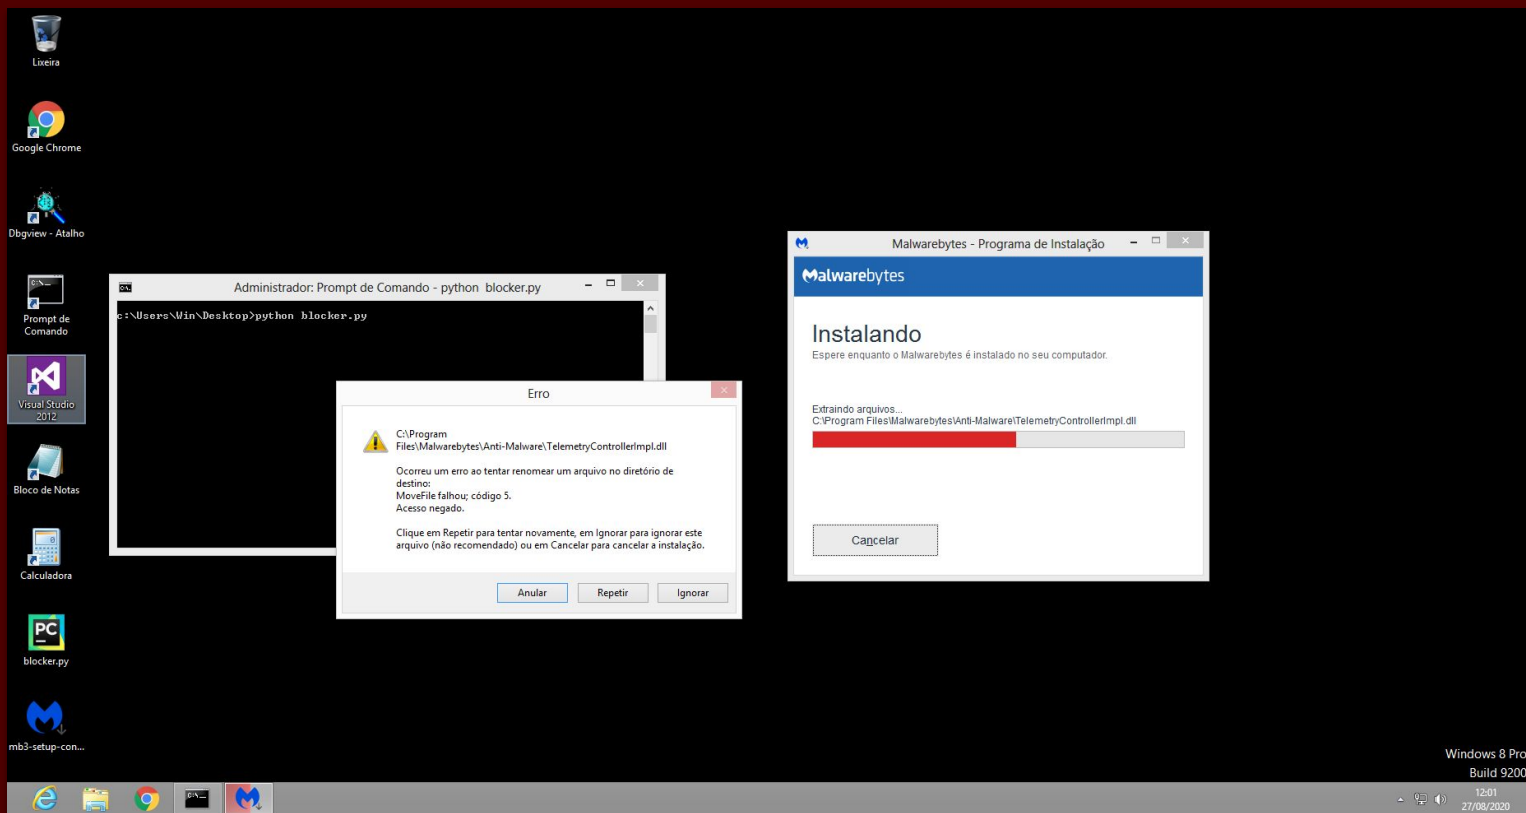 Lixeira
Google Chrome
Dbgview - Atalho
Prompt de
Comando
Visual Studio
2012
Bloco de Notas
Calculadora
PC
blocker.py
mb3-setup-con...
Administrador: Prompt de Comando - python blocker.py
c:\Users\Win\Desktop>python blocker.py
Erro
C:\Program
Files\Malwarebytes\Anti-Malware\TelemetryControllerImpl.dll
Ocorreu um erro ao tentar renomear um arquivo no diretório de
destino:
MoveFile falhou; código 5.
Acesso negado.
Clique em Repetir para tentar novamente, em Ignorar para ignorar este
arquivo (não recomendado) ou em Cancelar para cancelar a instalação.
Anular
Repetir
Ignorar
Malwarebytes - Programa de Instalação
Malwarebytes
Instalando
Espere enquanto o Malwarebytes é instalado no seu computador.
Extraindo arquivos...
C:\Program Files\Malwarebytes\Anti-Malware\TelemetryControllerImpl.dll
Cancelar
Windows 8 Pro
Build 9200
12:01
27/08/2020